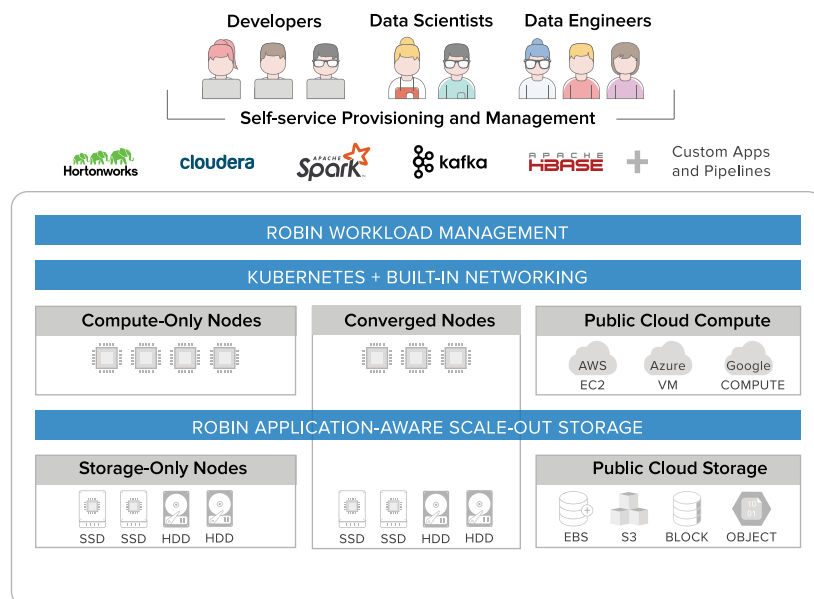 Developers
Data Scientists
Data Engineers
Self-service Provisioning and Management
Hortonworks
cloudera
APACHE
Spark
kafka
APACHE
HBASE
+
Custom Apps
and Pipelines
ROBIN WORKLOAD MANAGEMENT
KUBERNETES + BUILT-IN NETWORKING
Compute-Only Nodes
Converged Nodes
Public Cloud Compute
AWS
Azure
Google
EC2
VM
COMPUTE
ROBIN APPLICATION-AWARE SCALE-OUT STORAGE
Storage-Only Nodes
Public Cloud Storage
SSD SSD HDD HDD
SSD SSD HDD HDD
10
01
EBS
S3
BLOCK
OBJECT